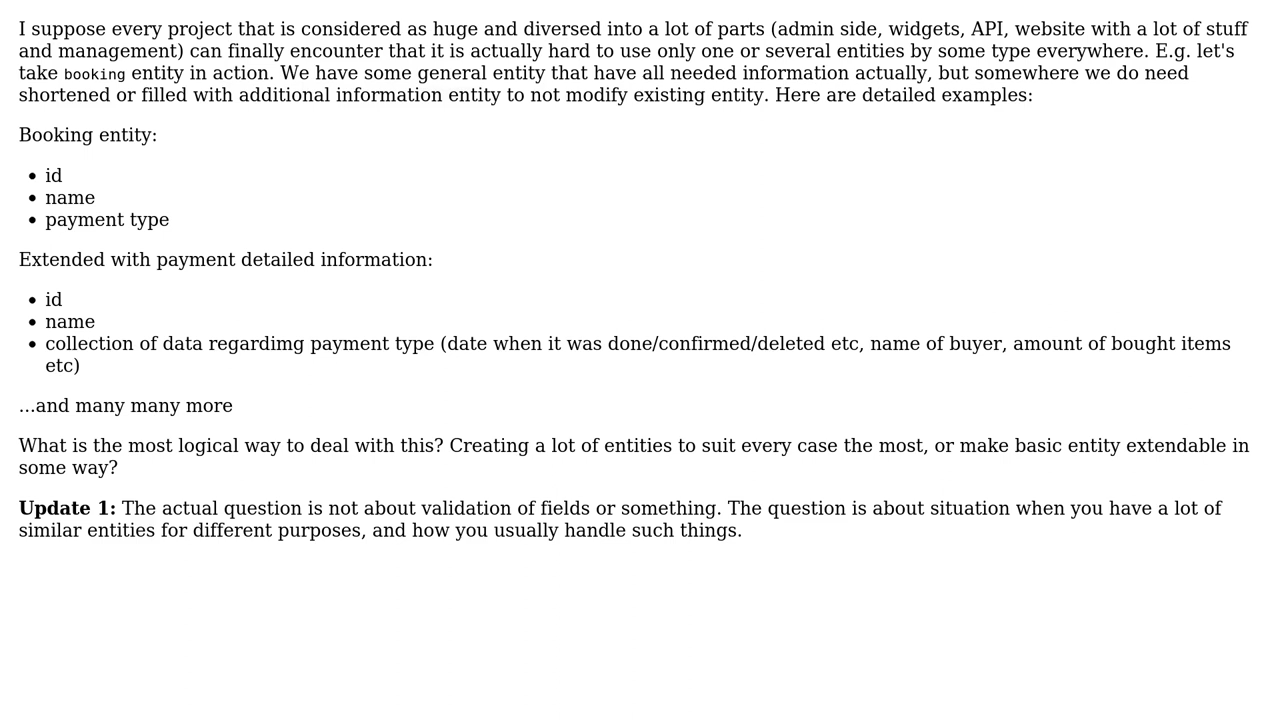 I suppose every project that is considered as huge and diversed into a lot of parts (admin side, widgets, API, website with a lot of stuff
and management) can finally encounter that it is actually hard to use only one or several entities by some type everywhere. E.g. let's
take booking entity in action. We have some general entity that have all needed information actually, but somewhere we do need
shortened or filled with additional information entity to not modify existing entity. Here are detailed examples:
Booking entity:
• id
• name
• payment type
Extended with payment detailed information:
• id
• name
• collection of data regardimg payment type (date when it was done/confirmed/deleted etc, name of buyer, amount of bought items
etc)
...and many many more
What is the most logical way to deal with this? Creating a lot of entities to suit every case the most, or make basic entity extendable in
some way?
Update 1: The actual question is not about validation of fields or something. The question is about situation when you have a lot of
similar entities for different purposes, and how you usually handle such things.